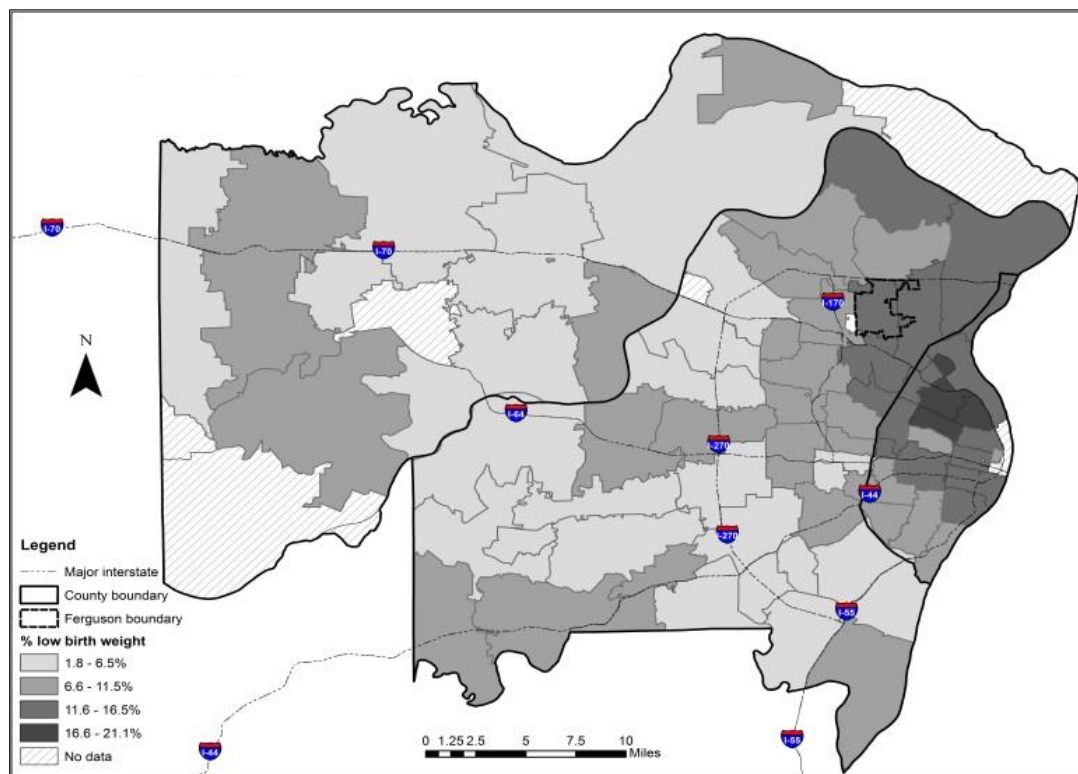 I-70
I-70
I-170
N
I-64
I-270
I-44
I-270
Legend
Major interstate
County boundary
Ferguson boundary
% low birth weight
1.8 - 6.5%
6.6 - 11.5%
11.6 - 16.5%
16.6 - 21.1%
No data
I-55
0 1.25 2.5 5 7.5 10
Miles
I-44
I-55